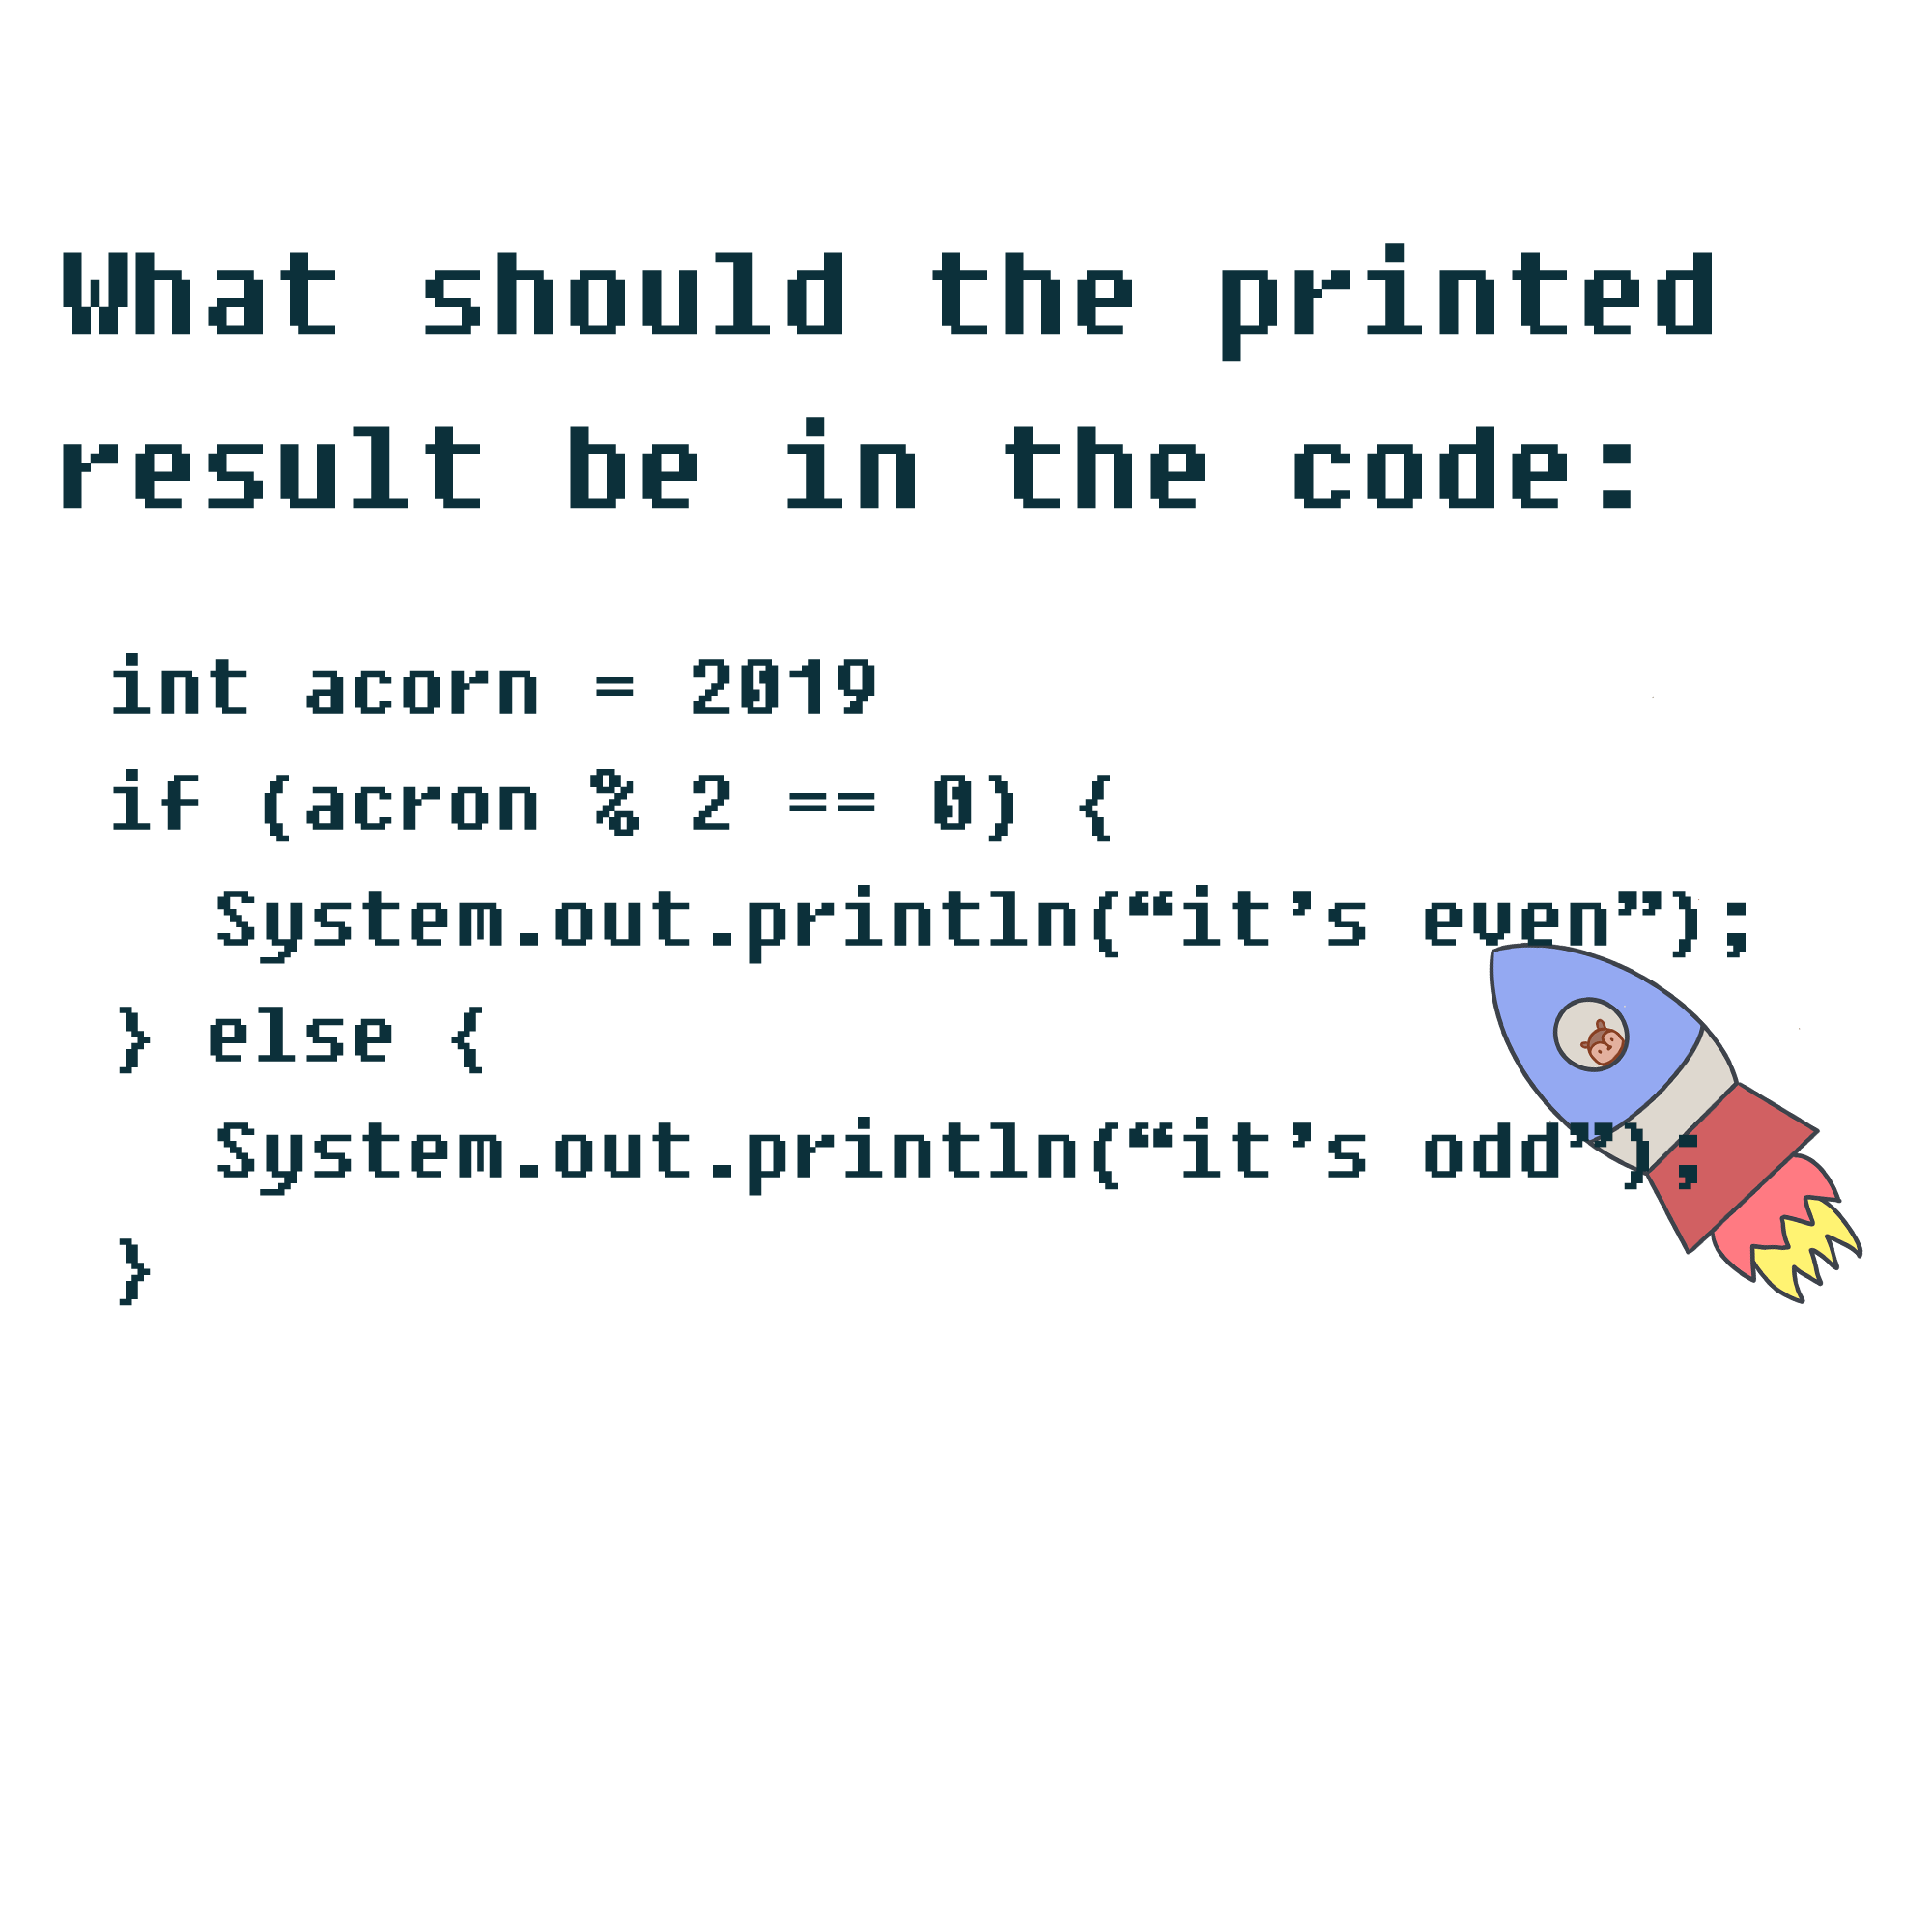 What should the printed
result be in the code:
int acorn = 2019
if (acron % 2 == 0) {
System.out.println(“it’s even”);
} else {
System.out.println(“it’s odd”);
}